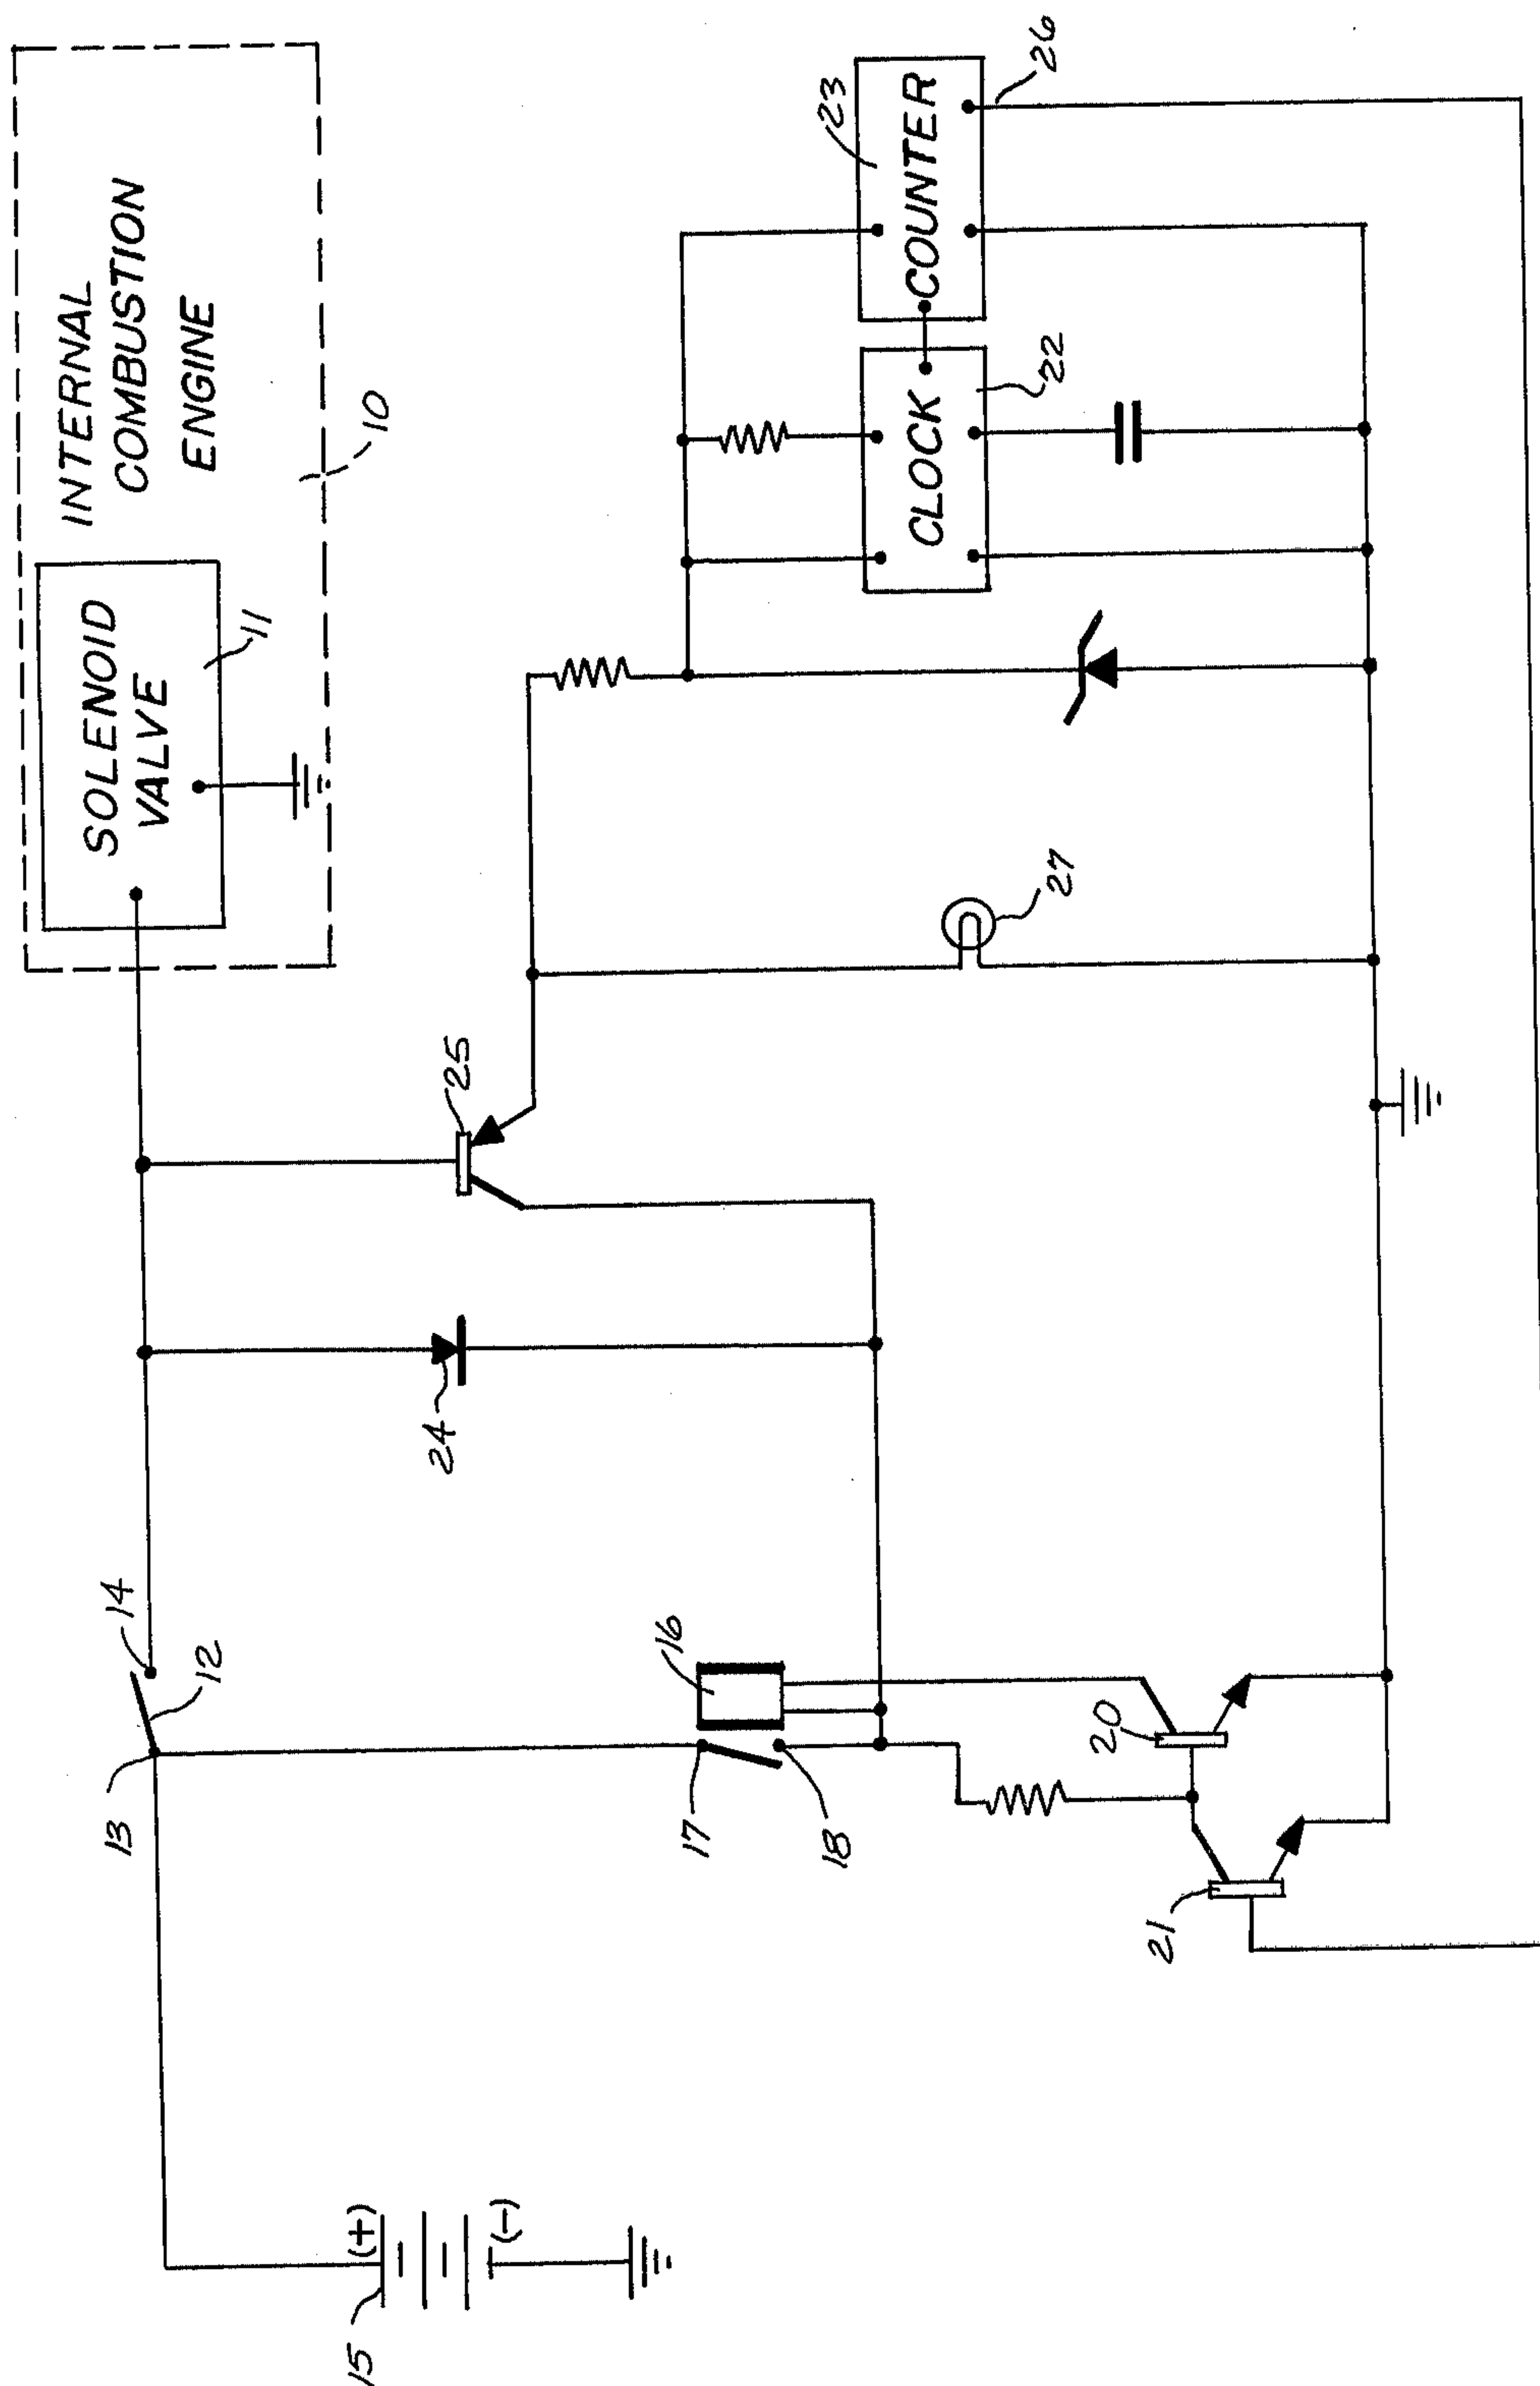 INTERNAL
COMBUSTION
ENGINE
10
SOLENOID
VALVE
11
14
12
13
24
25
23
COUNTER
26
CLOCK
22
27
16
17
18
20
21
15
(+)
(-)